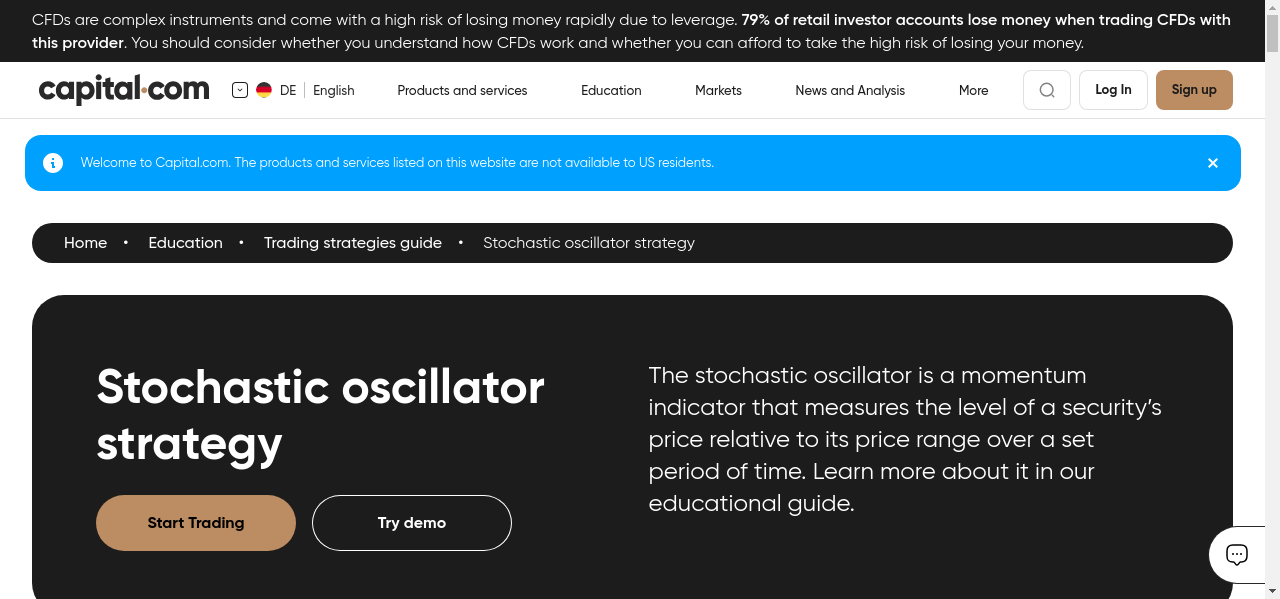 CFDs are complex instruments and come with a high risk of losing money rapidly due to leverage. 79% of retail investor accounts lose money when trading CFDs with
this provider. You should consider whether you understand how CFDs work and whether you can afford to take the high risk of losing your money.
capital.com DE English Products and services Education Markets News and Analysis More Log In Sign up
Welcome to Capital.com. The products and services listed on this website are not available to US residents.
Home • Education • Trading strategies guide • Stochastic oscillator strategy
Stochastic oscillator
strategy
Start Trading Try demo
The stochastic oscillator is a momentum
indicator that measures the level of a security’s
price relative to its price range over a set
period of time. Learn more about it in our
educational guide.